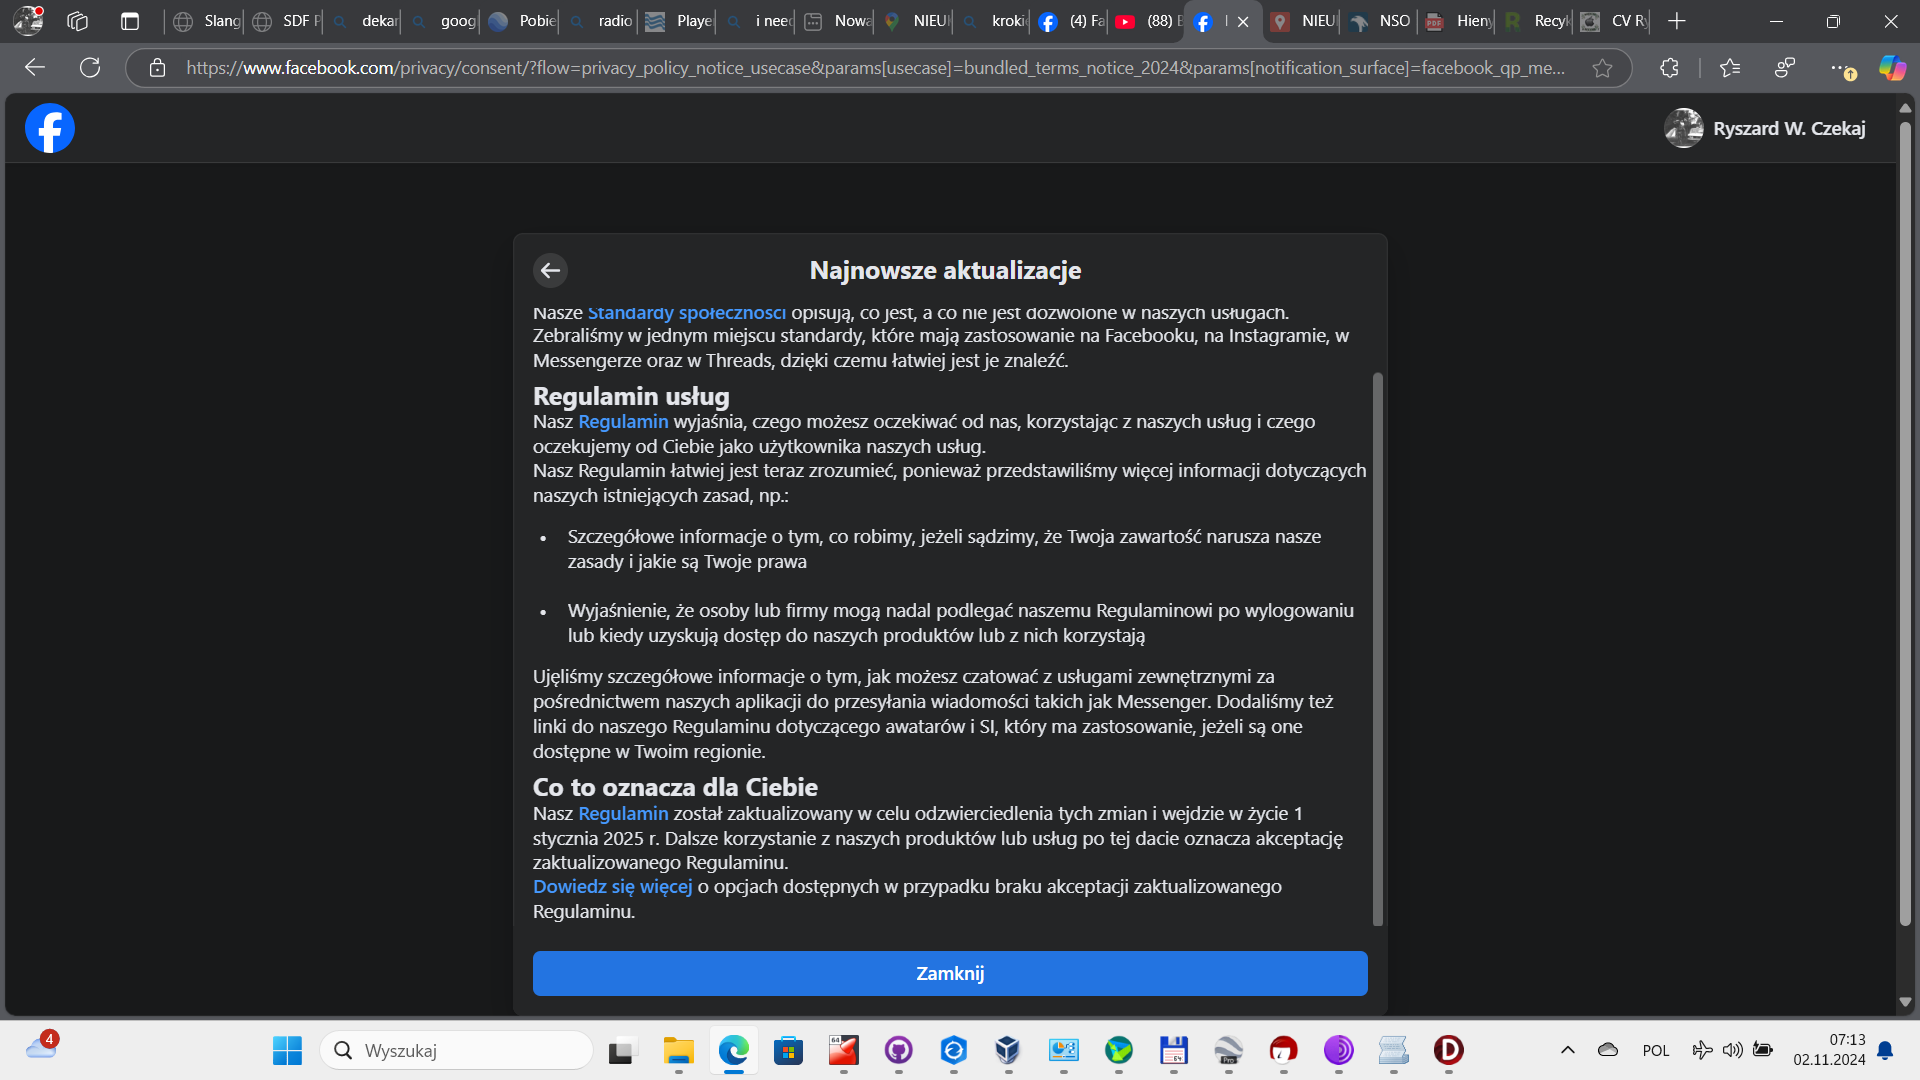 Slang
SDF P
dekar
goog
Pobie
radio
Player
i need
Nowa
NIEU
kroki
(4) Fa
(88) E
NIEU
NSO
Hieny
Recyk
CV Ry
https://www.facebook.com/privacy/consent/?flow=privacy_policy_notice_usecase&params[usecase]=bundled_terms_notice_2024&params[notification_surface]=facebook_qp_me...
Ryszard W. Czekaj
Najnowsze aktualizacje
Nasze Standardy społeczności opisują, co jest, a co nie jest dozwolone w naszych usługach.
Zebraliśmy w jednym miejscu standardy, które mają zastosowanie na Facebooku, na Instagramie, w
Messengerze oraz w Threads, dzięki czemu łatwiej jest je znaleźć.
Regulamin usług
Nasz Regulamin wyjaśnia, czego możesz oczekiwać od nas, korzystając z naszych usług i czego
oczekujemy od Ciebie jako użytkownika naszych usług.
Nasz Regulamin łatwiej jest teraz zrozumieć, ponieważ przedstawiliśmy więcej informacji dotyczących
naszych istniejących zasad, np.:
• Szczegółowe informacje o tym, co robimy, jeżeli sądzimy, że Twoja zawartość narusza nasze
zasady i jakie są Twoje prawa
• Wyjaśnienie, że osoby lub firmy mogą nadal podlegać naszemu Regulaminowi po wylogowaniu
lub kiedy uzyskują dostęp do naszych produktów lub z nich korzystają
Ujęliśmy szczegółowe informacje o tym, jak możesz czatować z usługami zewnętrznymi za
pośrednictwem naszych aplikacji do przesyłania wiadomości takich jak Messenger. Dodaliśmy też
linki do naszego Regulaminu dotyczącego awatarów i SI, który ma zastosowanie, jeżeli są one
dostępne w Twoim regionie.
Co to oznacza dla Ciebie
Nasz Regulamin został zaktualizowany w celu odzwierciedlenia tych zmian i wejdzie w życie 1
stycznia 2025 r. Dalsze korzystanie z naszych produktów lub usług po tej dacie oznacza akceptację
zaktualizowanego Regulaminu.
Dowiedz się więcej o opcjach dostępnych w przypadku braku akceptacji zaktualizowanego
Regulaminu.
Zamknij
4
Wyszukaj
POL
07:13
02.11.2024